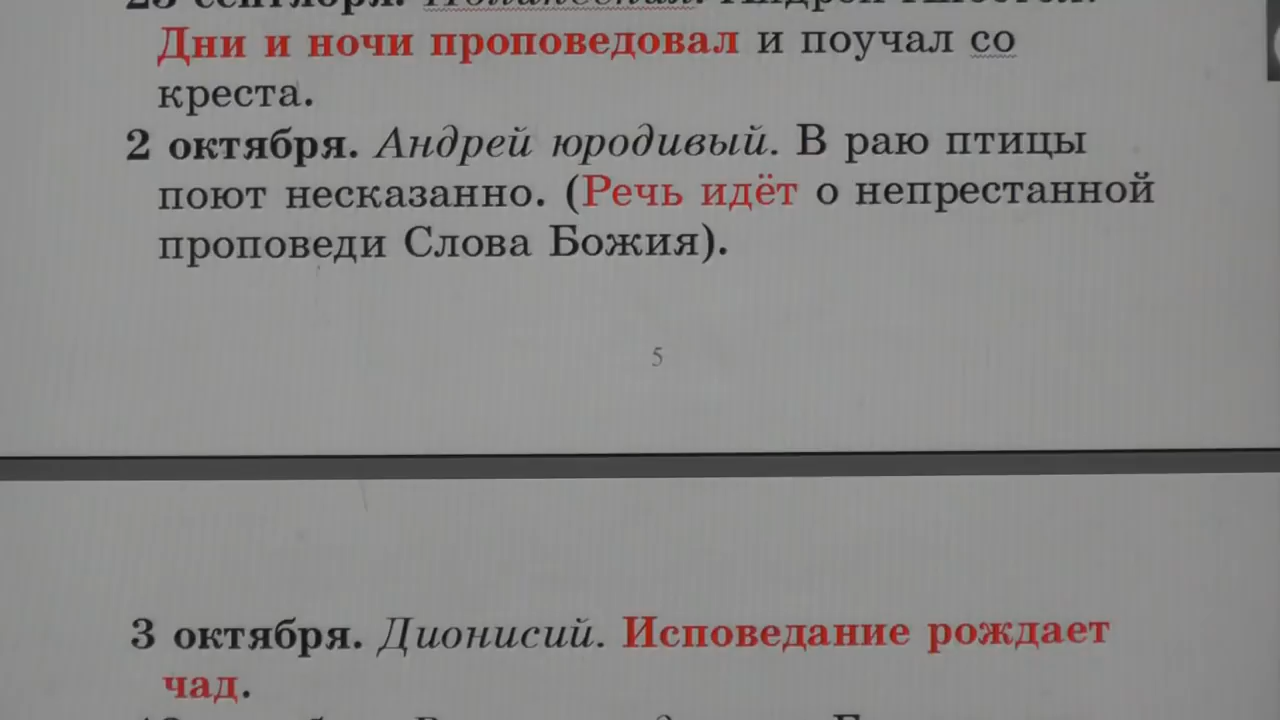 Дни и ночи проповедовал и поучал со
креста.
2 октября. Андрей юродивый. В раю птицы
поют несказанно. (Речь идёт о непрестанной
проповеди Слова Божия).
5
3 октября. Дионисий. Исповедание рождает
чад.